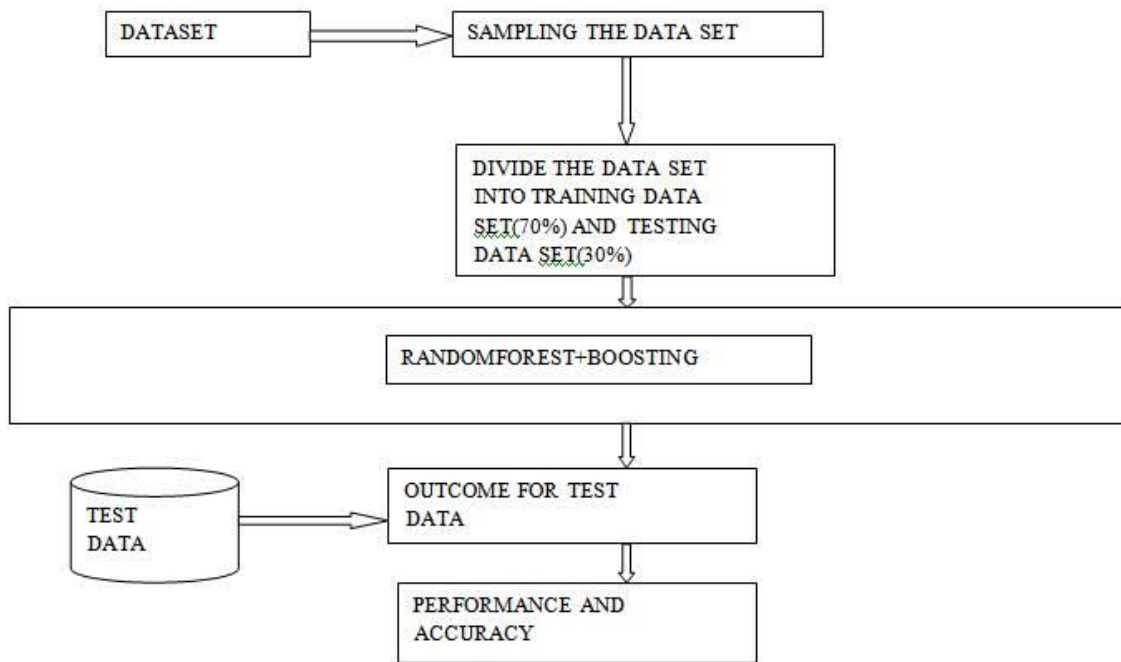 DATASET
SAMPLING THE DATA SET
DIVIDE THE DATA SET
INTO TRAINING DATA
SET(70%) AND TESTING
DATA SET(30%)
RANDOMFOREST+BOOSTING
TEST
DATA
OUTCOME FOR TEST
DATA
PERFORMANCE AND
ACCURACY